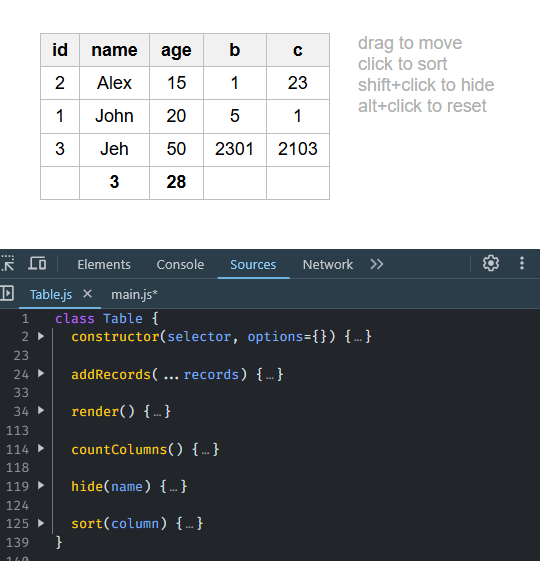 id name age b c
2 Alex 15 1 23
1 John 20 5 1
3 Jeh 50 2301 2103
3 28
drag to move
click to sort
shift+click to hide
alt+click to reset
Elements Console Sources Network
Table.js × main.js*
1 class Table {
2 constructor(selector, options={}) {…}
23
24 addRecords(...records) {…}
33
34 render() {…}
113
114 countColumns() {…}
118
119 hide(name) {…}
124
125 sort(column) {…}
139 }
140